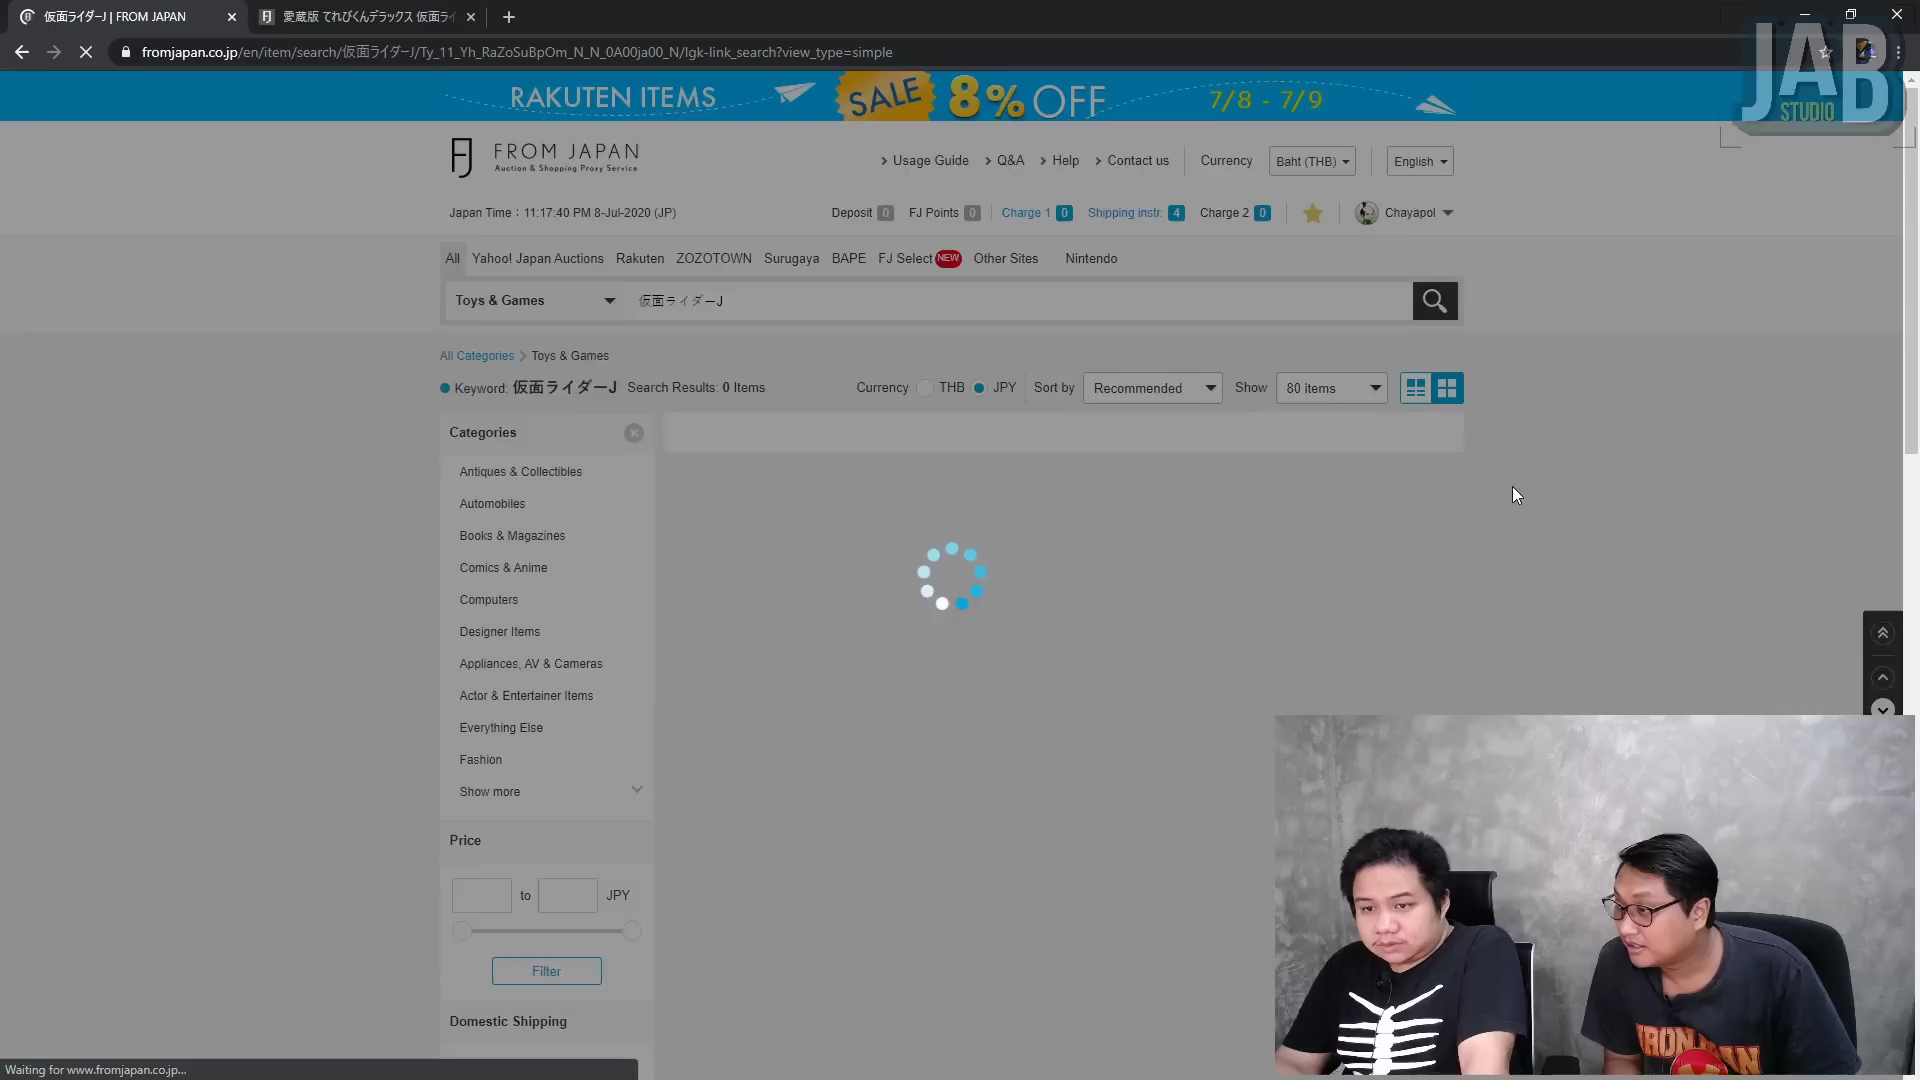 仮面ライダーJ | FROM JAPAN
愛蔵版 てれびくんデラックス 仮面ライ
fromjapan.co.jp/en/item/search/仮面ライダーJ/Ty_11_Yh_RaZoSuBpOm_N_N_0A00ja00_N/lgk-link_search?view_type=simple
JAB
STUDIO
RAKUTEN ITEMS SALE 8% OFF 7/8 - 7/9
FJ FROM JAPAN
Auction & Shopping Proxy Service
Usage Guide Q&A Help Contact us Currency Baht (THB) English
Japan Time : 11:17:40 PM 8-Jul-2020 (JP)
Deposit 0 FJ Points 0 Charge 1 0 Shipping instr. 4 Charge 2 0 Chayapol
All Yahoo! Japan Auctions Rakuten ZOZOTOWN Surugaya BAPE FJ Select NEW Other Sites Nintendo
Toys & Games 仮面ライダーJ
All Categories > Toys & Games
Keyword: 仮面ライダーJ Search Results: 0 Items
Currency THB JPY Sort by Recommended Show 80 items
Categories
Antiques & Collectibles
Automobiles
Books & Magazines
Comics & Anime
Computers
Designer Items
Appliances, AV & Cameras
Actor & Entertainer Items
Everything Else
Fashion
Show more
Price
to JPY
Filter
Domestic Shipping
Waiting for www.fromjapan.co.jp...
IRON MAN